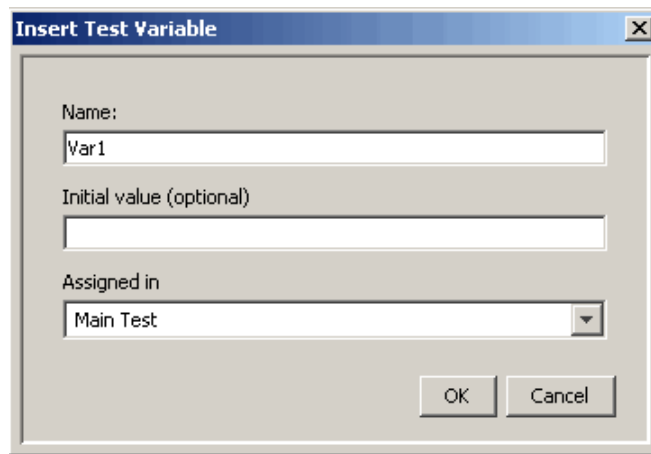 Insert Test Variable
Name:
Var1
Initial value (optional)
Assigned in
Main Test
OK Cancel